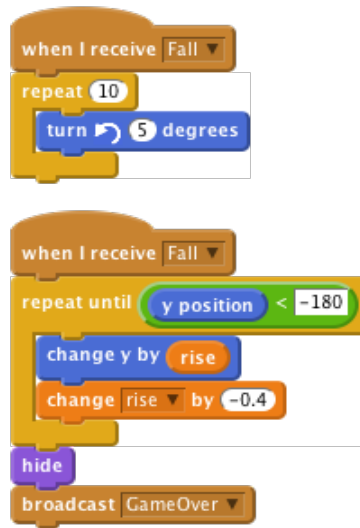 when I receive Fall
repeat 10
turn 5 degrees
when I receive Fall
repeat until y position < -180
change y by rise
change rise by -0.4
hide
broadcast GameOver